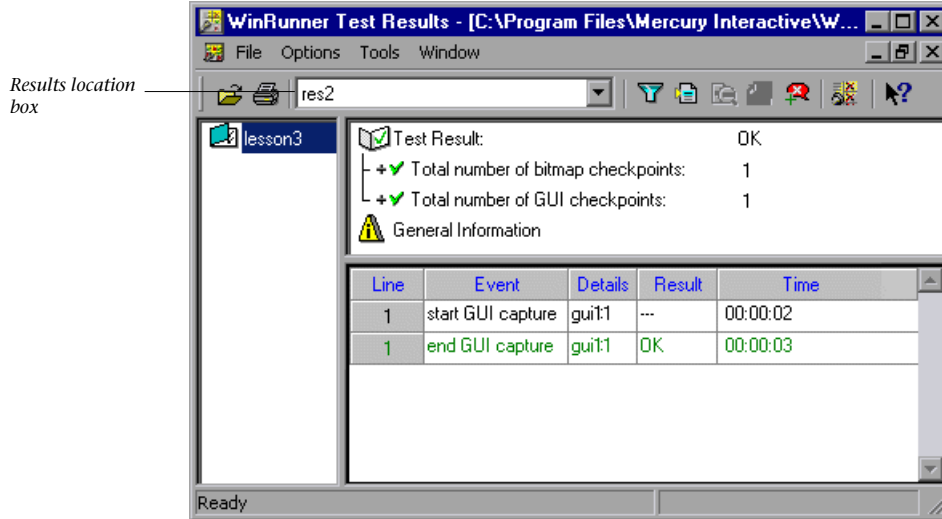 WinRunner Test Results - [C:\Program Files\Mercury Interactive\W...
File Options Tools Window
Results location
box
res2
lesson3
Test Result: OK
Total number of bitmap checkpoints: 1
Total number of GUI checkpoints: 1
General Information
Line Event Details Result Time
1 start GUI capture gui1:1 --- 00:00:02
1 end GUI capture gui1:1 OK 00:00:03
Ready